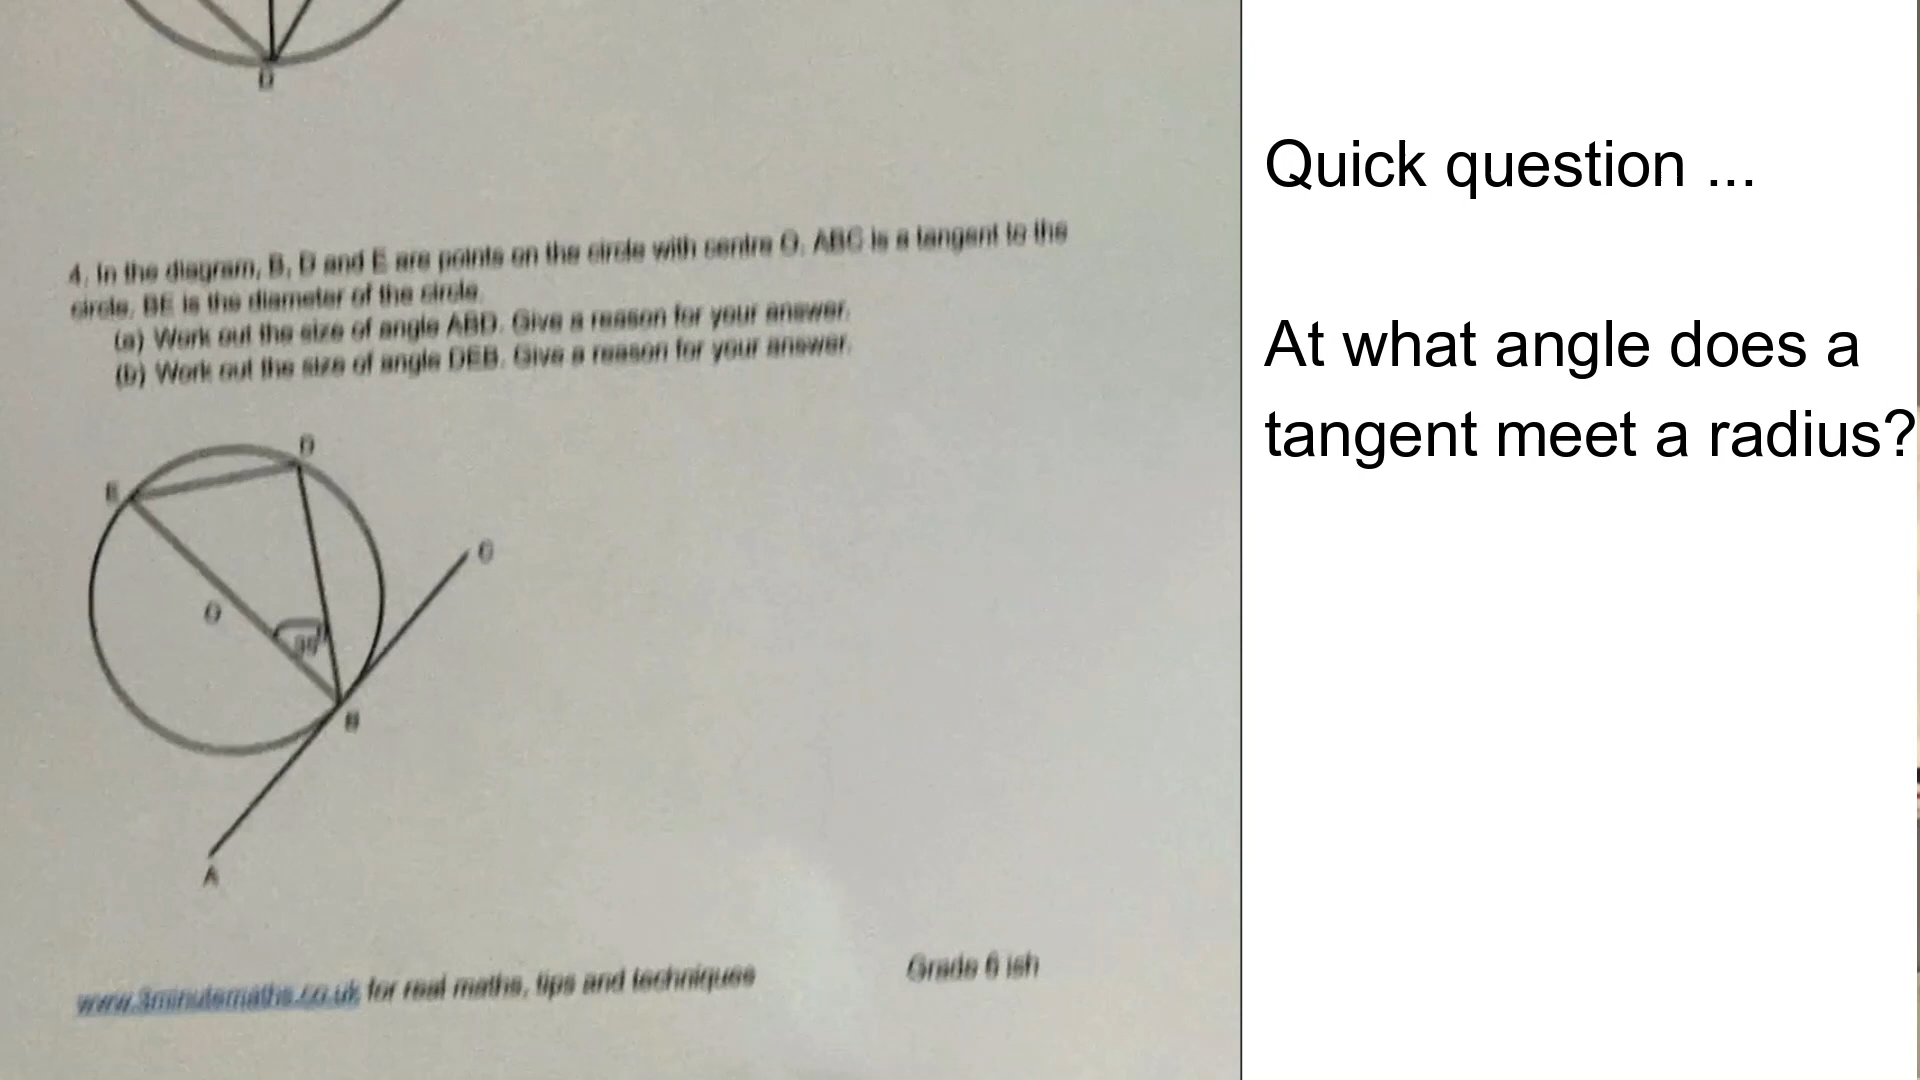 D
4. In the diagram, B, D and E are points on the circle with centre O. ABC is a tangent to the
circle. BE is the diameter of the circle.
(a) Work out the size of angle ABD. Give a reason for your answer.
(b) Work out the size of angle DEB. Give a reason for your answer.
D
E
C
O
B
A
www.3minutemaths.co.uk for real maths, tips and techniques
Grade 6 ish
Quick question ...
At what angle does a
tangent meet a radius?